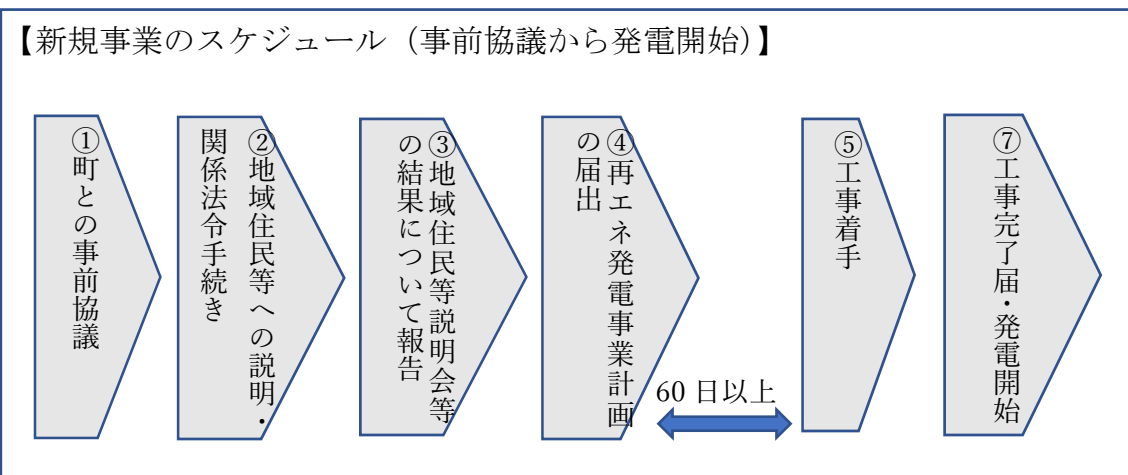 【新規事業のスケジュール（事前協議から発電開始）】
①町との事前協議
②地域住民等への説明・
関係法令手続き
③地域住民等説明会等
の結果について報告
④再エネ発電事業計画
の届出
60 日以上
⑤工事着手
⑦工事完了届・発電開始